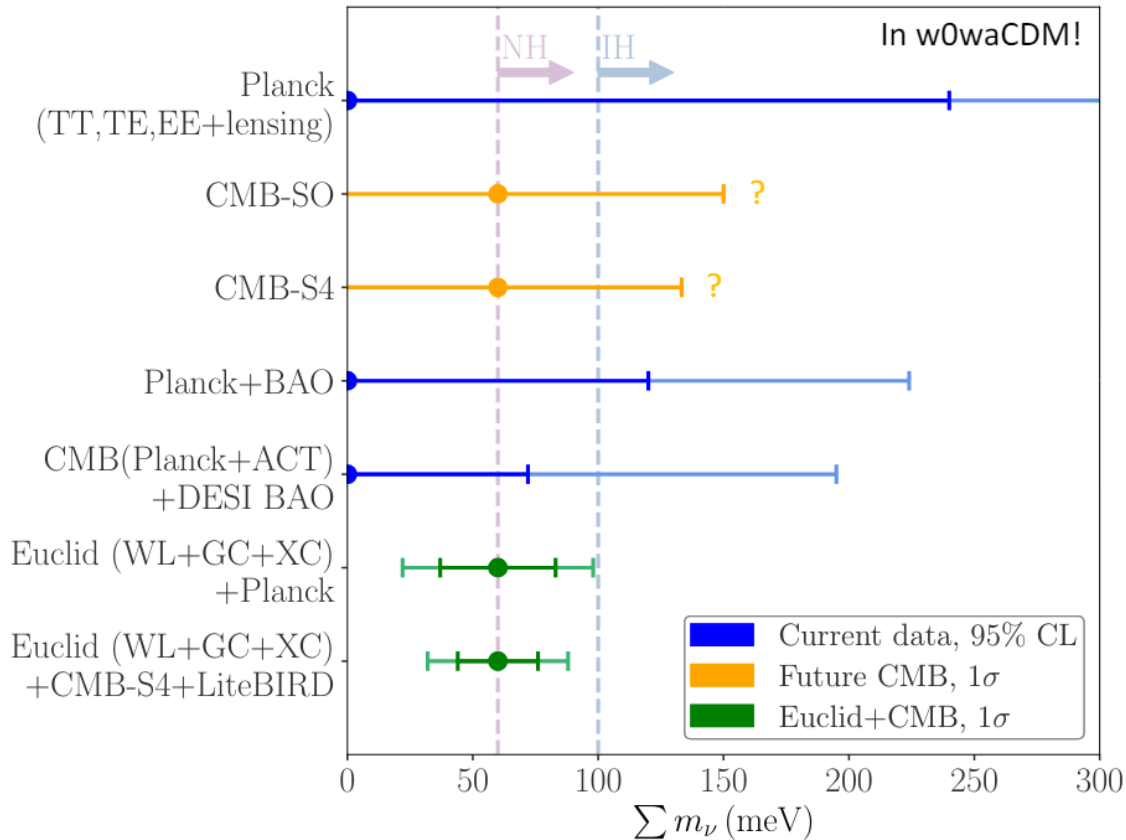 In w0waCDM!
NH
IH
Planck
(TT,TE,EE+lensing)
CMB-SO
?
CMB-S4
?
Planck+BAO
CMB(Planck+ACT)
+DESI BAO
Euclid (WL+GC+XC)
+Planck
Euclid (WL+GC+XC)
+CMB-S4+LiteBIRD
Current data, 95% CL
Future CMB, 1σ
Euclid+CMB, 1σ
0 50 100 150 200 250 300
∑ mν (meV)